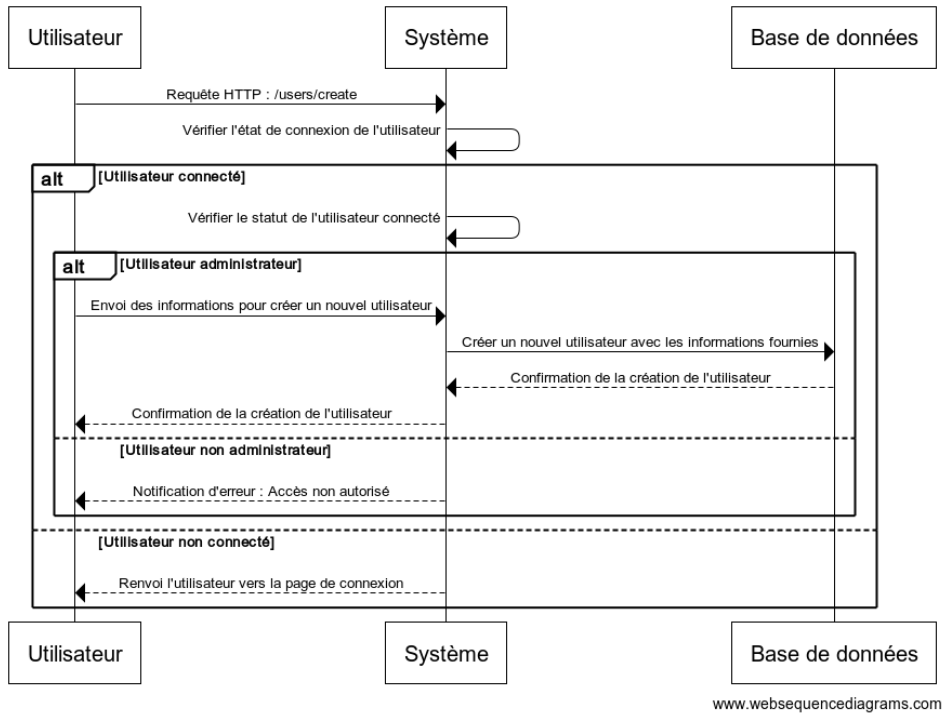 Utilisateur
Système
Base de données
Requête HTTP : /users/create
Vérifier l'état de connexion de l'utilisateur
alt
[Utilisateur connecté]
Vérifier le statut de l'utilisateur connecté
alt
[Utilisateur administrateur]
Envoi des informations pour créer un nouvel utilisateur
Créer un nouvel utilisateur avec les informations fournies
Confirmation de la création de l'utilisateur
Confirmation de la création de l'utilisateur
[Utilisateur non administrateur]
Notification d'erreur : Accès non autorisé
[Utilisateur non connecté]
Renvoi l'utilisateur vers la page de connexion
Utilisateur
Système
Base de données
www.websequencediagrams.com